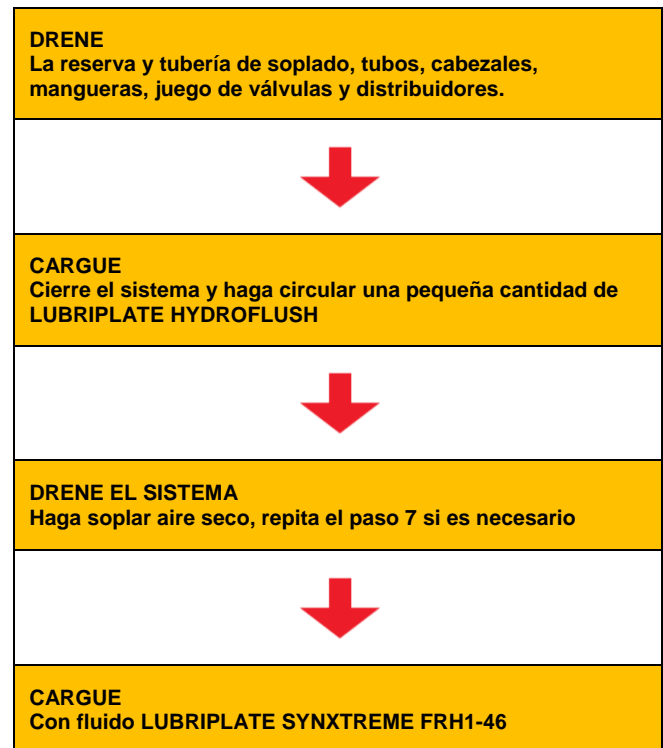 DRENE
La reserva y tubería de soplado, tubos, cabezales,
mangueras, juego de válvulas y distribuidores.
CARGUE
Cierre el sistema y haga circular una pequeña cantidad de
LUBRIPLATE HYDROFLUSH
DRENE EL SISTEMA
Haga soplar aire seco, repita el paso 7 si es necesario
CARGUE
Con fluido LUBRIPLATE SYNXTREME FRH1-46